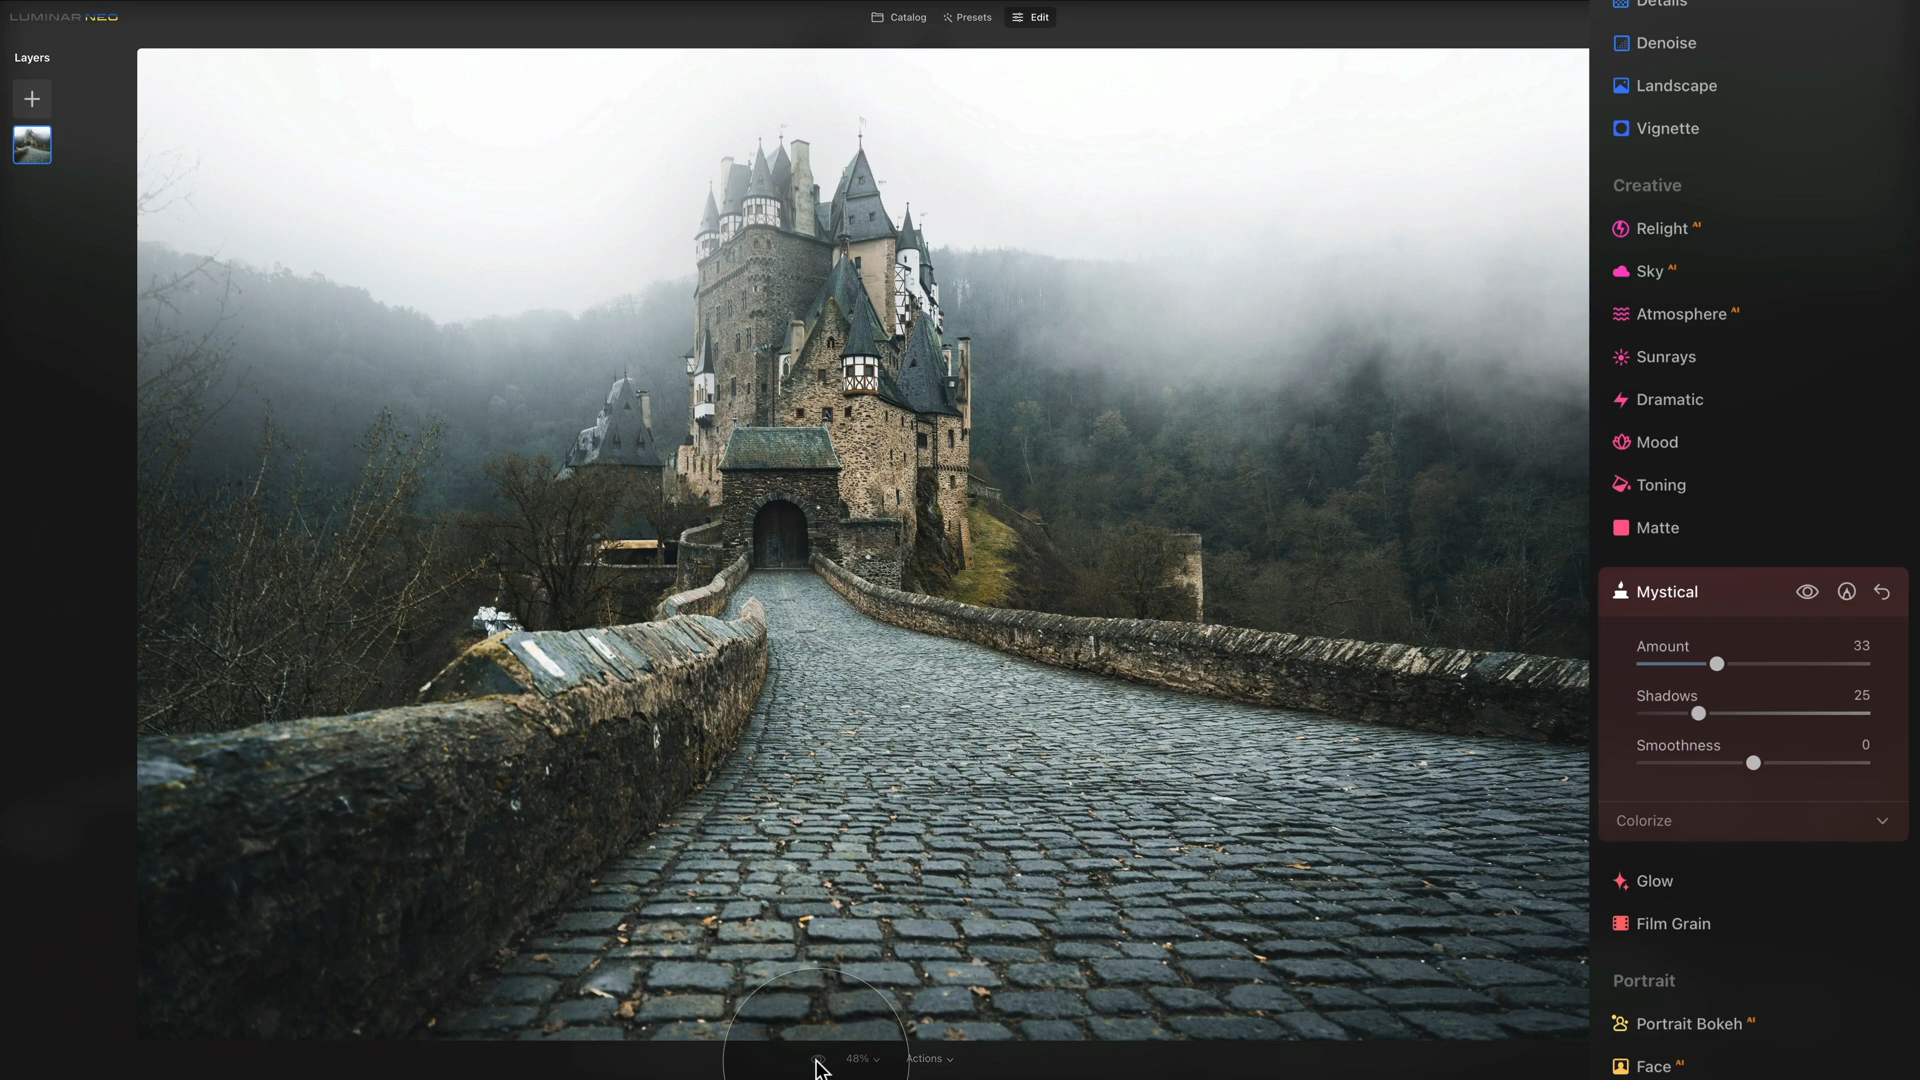 LUMINAR NEO
Catalog
Presets
Edit
Layers
Details
Denoise
Landscape
Vignette
Creative
Relight AI
Sky AI
Atmosphere AI
Sunrays
Dramatic
Mood
Toning
Matte
Mystical
Amount 33
Shadows 25
Smoothness 0
Colorize
Glow
Film Grain
Portrait
Portrait Bokeh AI
Face AI
48%
Actions